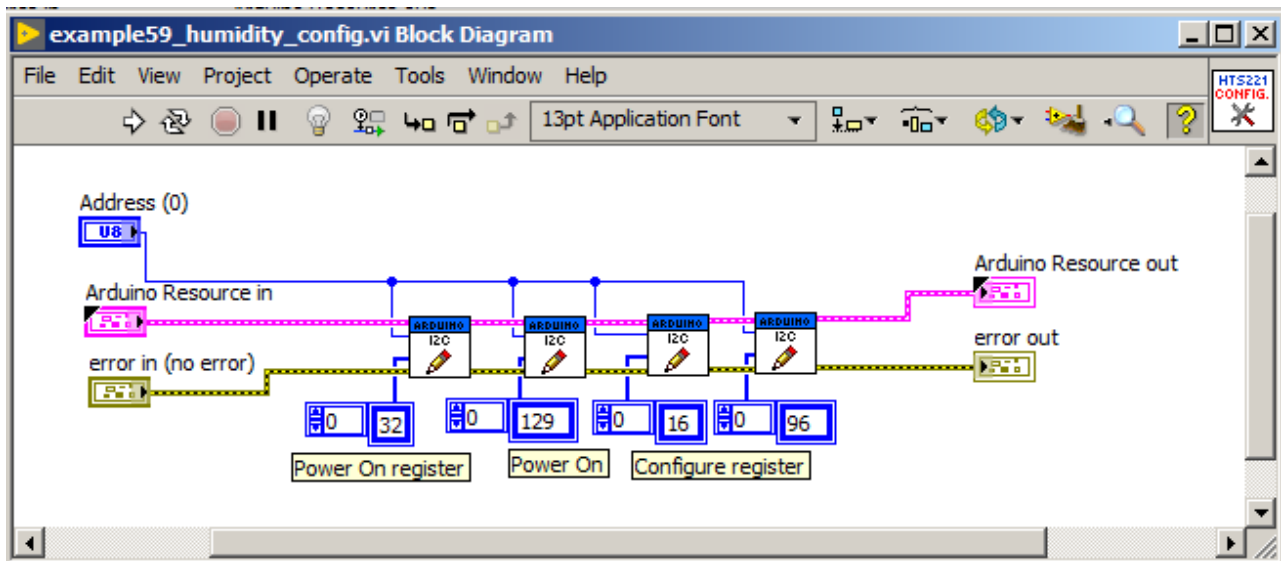 example59_humidity_config.vi Block Diagram
File Edit View Project Operate Tools Window Help
HTS221
CONFIG.
13pt Application Font
?
Address (0)
U8
Arduino Resource in
Arduino Resource out
error in (no error)
error out
ARDUINO I2C
ARDUINO I2C
ARDUINO I2C
ARDUINO I2C
0 32
0 129
0 16
0 96
Power On register
Power On
Configure register